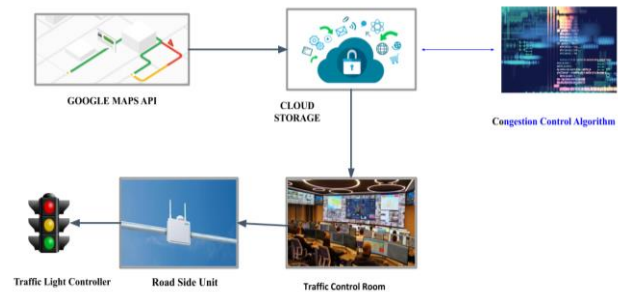 GOOGLE MAPS API
CLOUD
STORAGE
Congestion Control Algorithm
Traffic Light Controller
Road Side Unit
Traffic Control Room